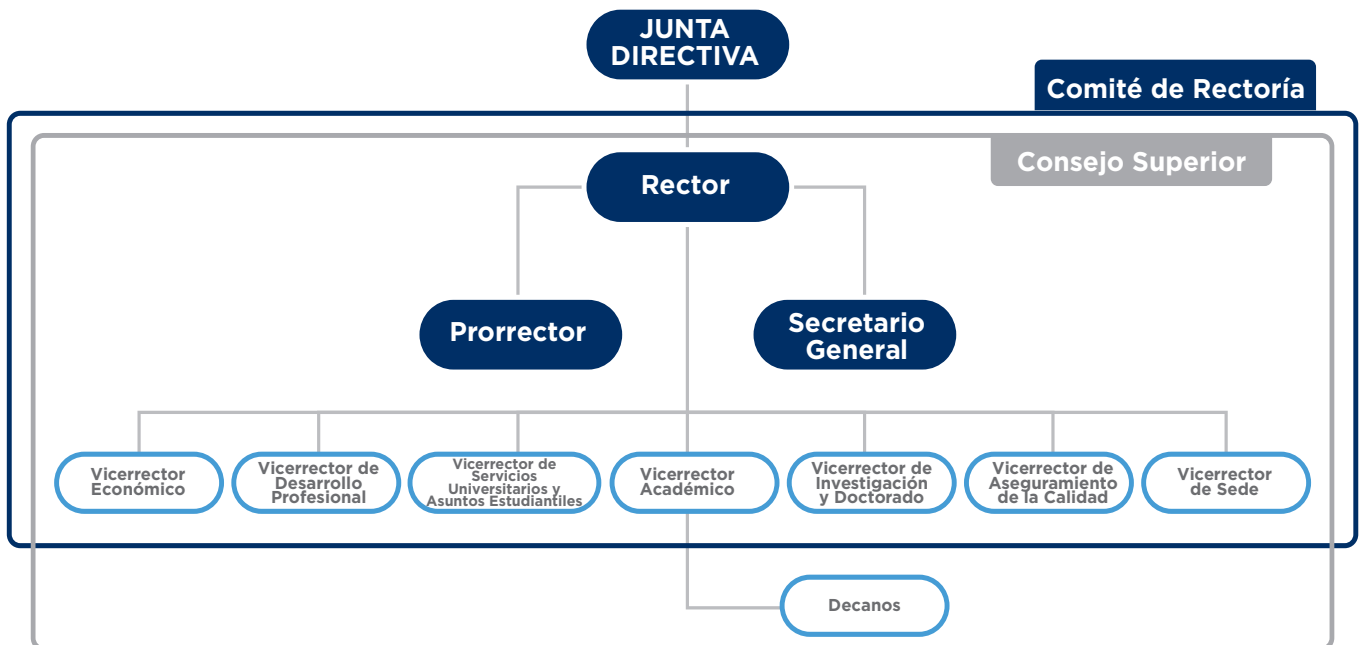 JUNTA
DIRECTIVA
Comité de Rectoría
Consejo Superior
Rector
Prorrector
Secretario
General
Vicerrector
Económico
Vicerrector de
Desarrollo
Profesional
Vicerrector de
Servicios
Universitarios y
Asuntos Estudiantiles
Vicerrector
Académico
Vicerrector de
Investigación
y Doctorado
Vicerrector de
Aseguramiento
de la Calidad
Vicerrector
de Sede
Decanos